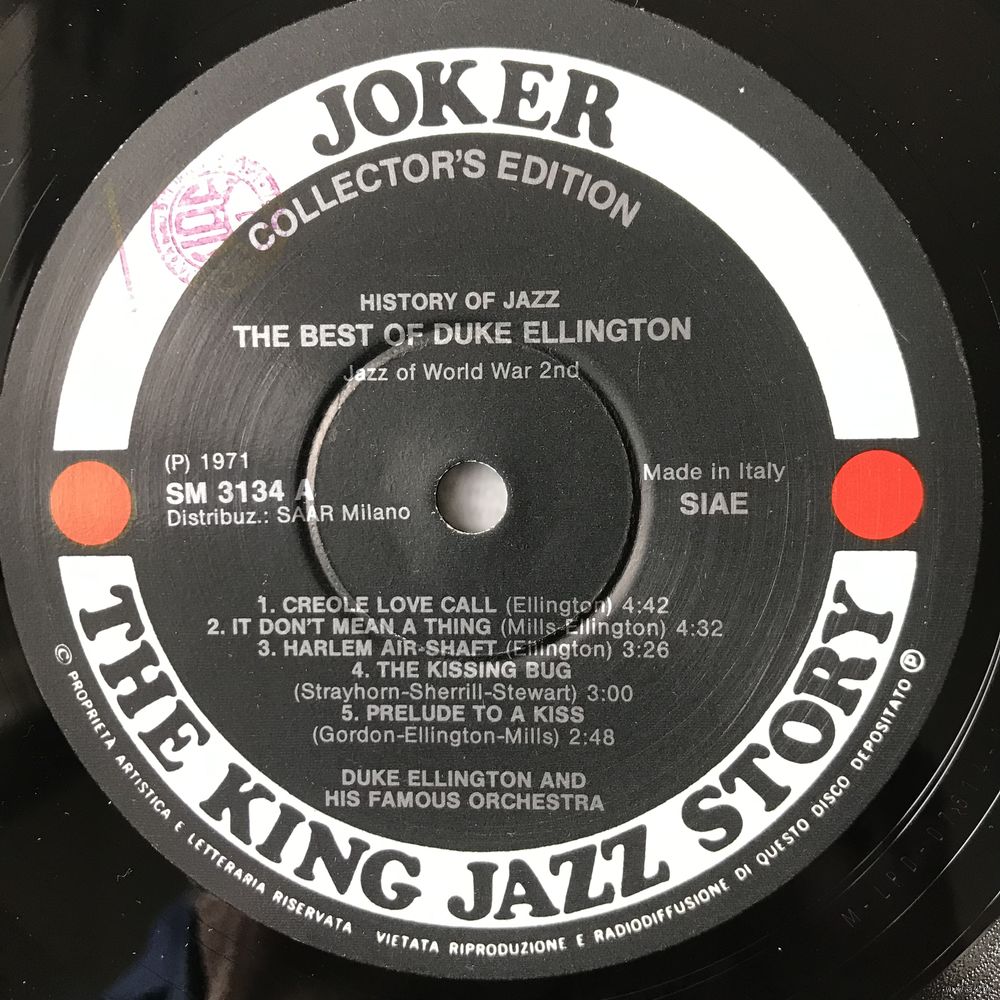 JOKER
COLLECTOR'S EDITION
HISTORY OF JAZZ
THE BEST OF DUKE ELLINGTON
Jazz of World War 2nd
(P) 1971
SM 3134 A
Distribuz.: SAAR Milano
Made in Italy
SIAE
1. CREOLE LOVE CALL (Ellington) 4:42
2. IT DON'T MEAN A THING (Mills-Ellington) 4:32
3. HARLEM AIR-SHAFT (Ellington) 3:26
4. THE KISSING BUG
(Strayhorn-Sherrill-Stewart) 3:00
5. PRELUDE TO A KISS
(Gordon-Ellington-Mills) 2:48
DUKE ELLINGTON AND
HIS FAMOUS ORCHESTRA
THE KING JAZZ STORY
© PROPRIETA ARTISTICA E LETTERARIA RISERVATA VIETATA RIPRODUZIONE E RADIODIFFUSIONE DI QUESTO DISCO DEPOSITATO ℗